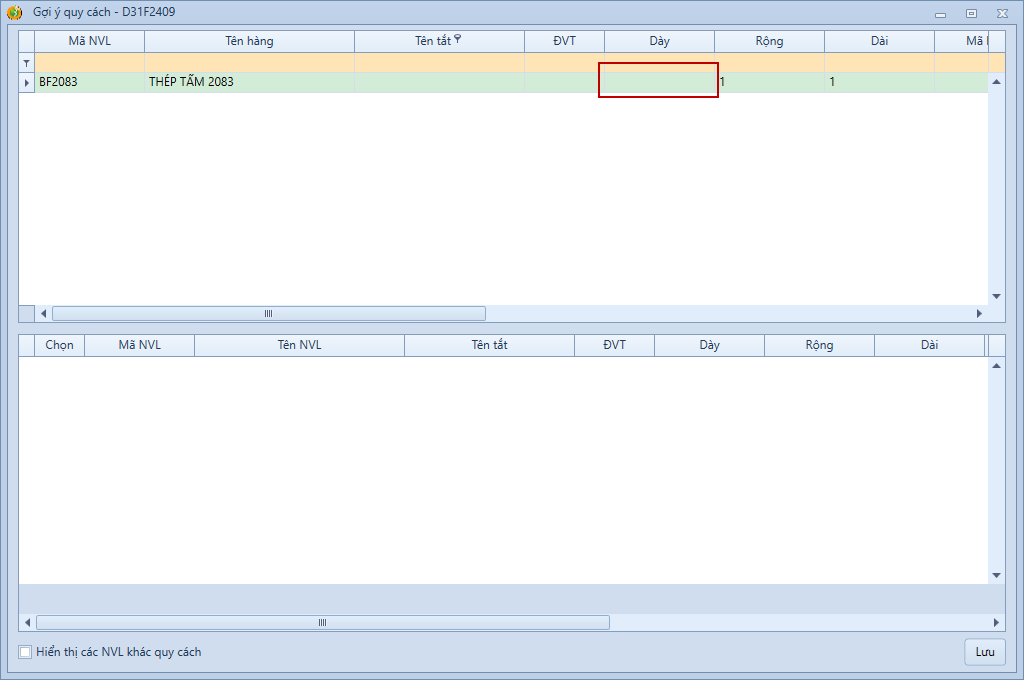 Gợi ý quy cách - D31F2409
Mã NVL Tên hàng Tên tắt ĐVT Dày Rộng Dài Mã
BF2083 THÉP TẤM 2083 1 1
Chọn Mã NVL Tên NVL Tên tắt ĐVT Dày Rộng Dài
Hiển thị các NVL khác quy cách
Lưu